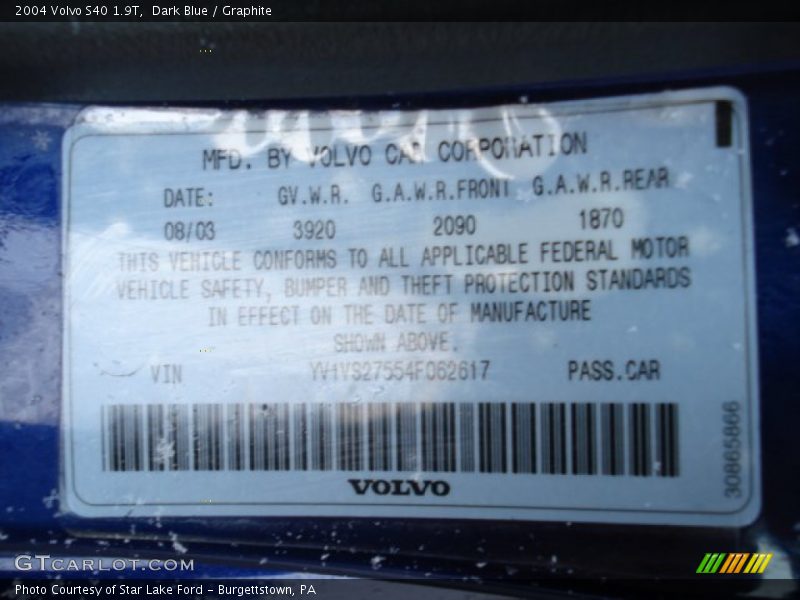 2004 Volvo S40 1.9T, Dark Blue / Graphite
MFD. BY VOLVO CAR CORPORATION
DATE: GV.W.R. G.A.W.R.FRONT G.A.W.R.REAR
08/03 3920 2090 1870
THIS VEHICLE CONFORMS TO ALL APPLICABLE FEDERAL MOTOR
VEHICLE SAFETY, BUMPER AND THEFT PROTECTION STANDARDS
IN EFFECT ON THE DATE OF MANUFACTURE
SHOWN ABOVE.
VIN YV1VS27554F062617 PASS.CAR
VOLVO
30865866
GTCARLOT.COM
Photo Courtesy of Star Lake Ford - Burgettstown, PA